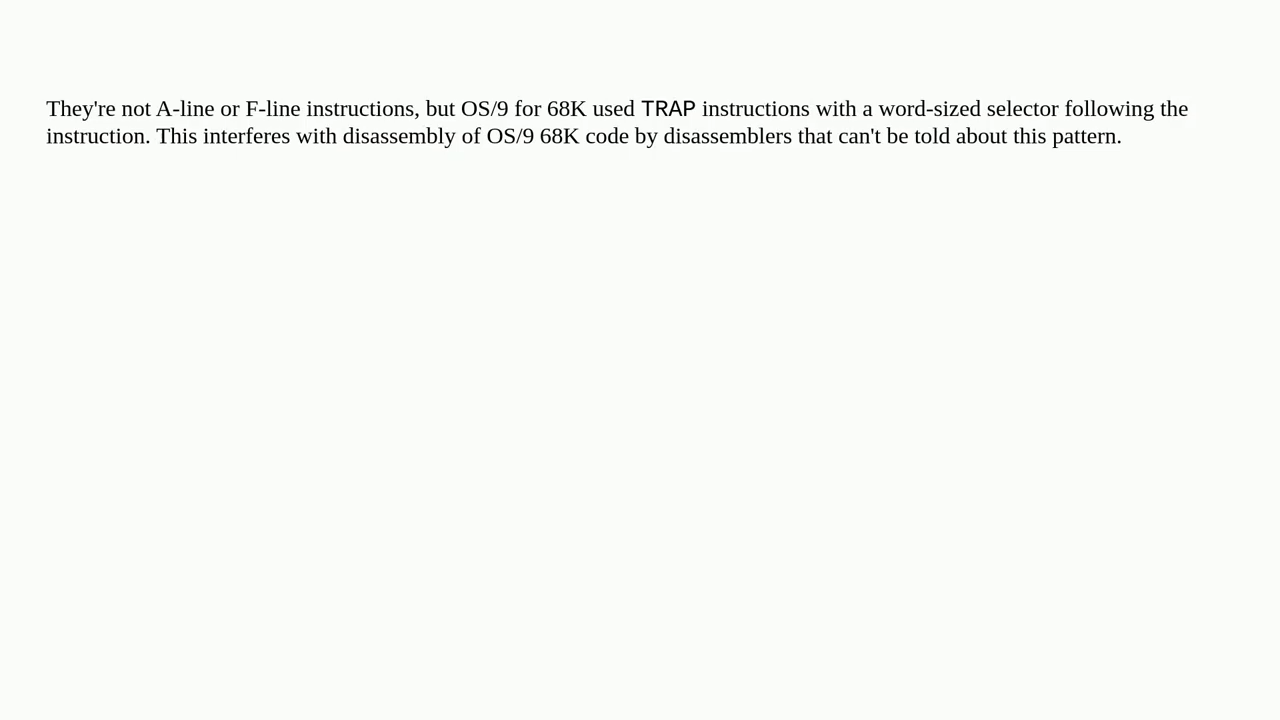 They're not A-line or F-line instructions, but OS/9 for 68K used TRAP instructions with a word-sized selector following the
instruction. This interferes with disassembly of OS/9 68K code by disassemblers that can't be told about this pattern.